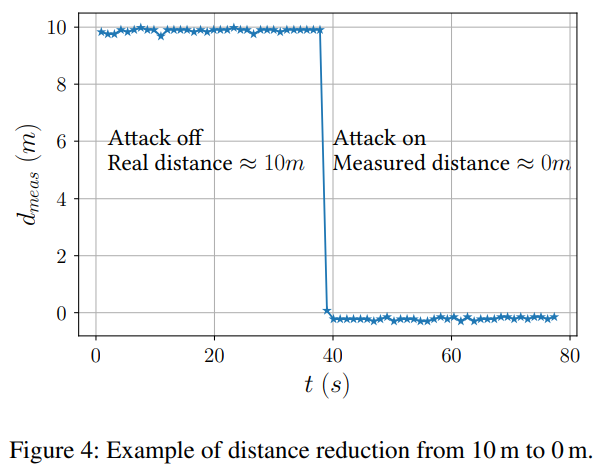 10
8
6
4
2
0
d_meas (m)
Attack off
Real distance ≈ 10m
Attack on
Measured distance ≈ 0m
0 20 40 60 80
t (s)
Figure 4: Example of distance reduction from 10 m to 0 m.